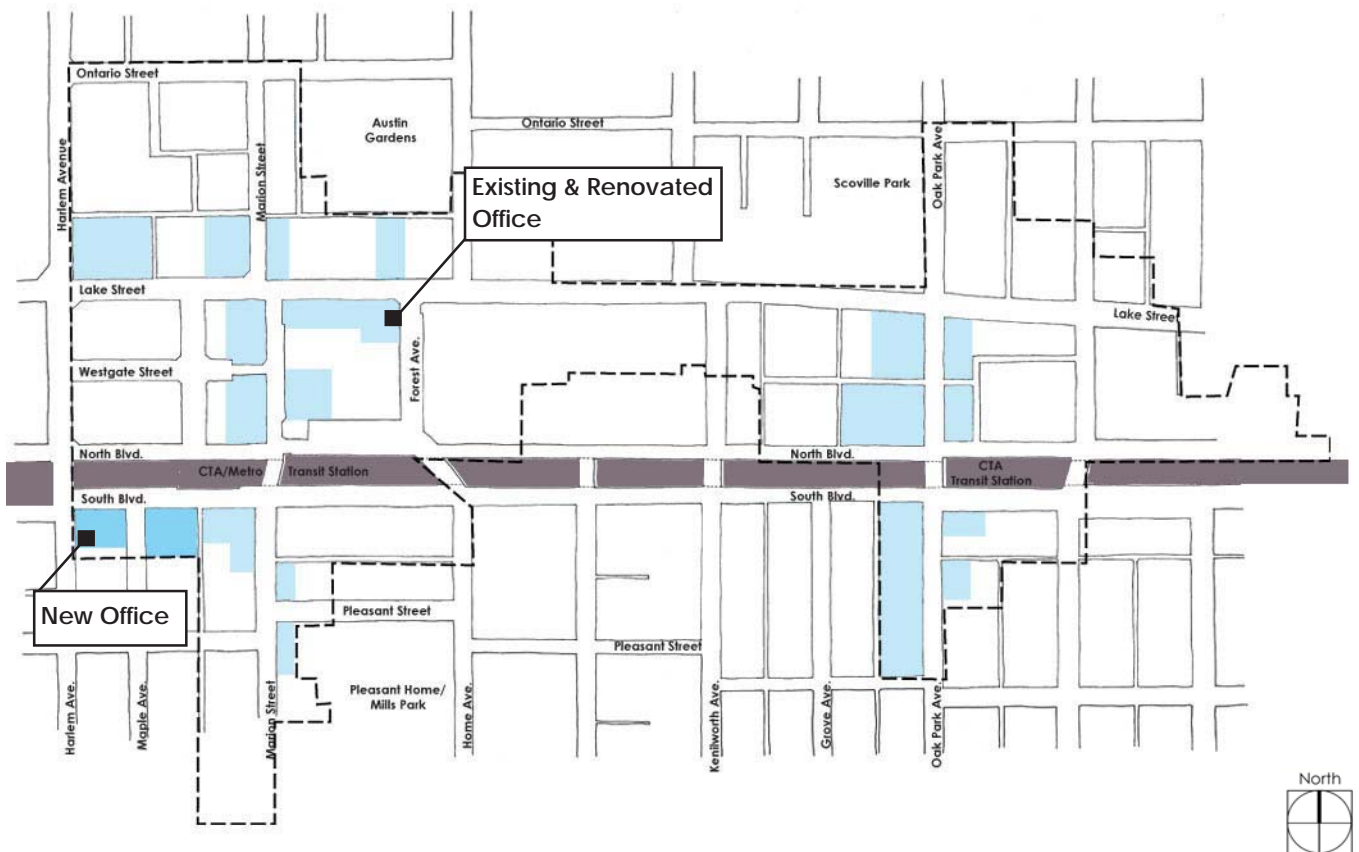 Ontario Street
Harlem Avenue
Marion Street
Austin
Gardens
Ontario Street
Scoville Park
Oak Park Ave.
Existing & Renovated
Office
Lake Street
Lake Street
Westgate Street
Forest Ave.
North Blvd.
North Blvd.
CTA/Metro
Transit Station
CTA
Transit Station
South Blvd.
South Blvd.
New Office
Pleasant Street
Pleasant Street
Pleasant Home/
Mills Park
Harlem Ave.
Maple Ave.
Marion Street
Home Ave.
Kenilworth Ave.
Grove Ave.
Oak Park Ave.
North